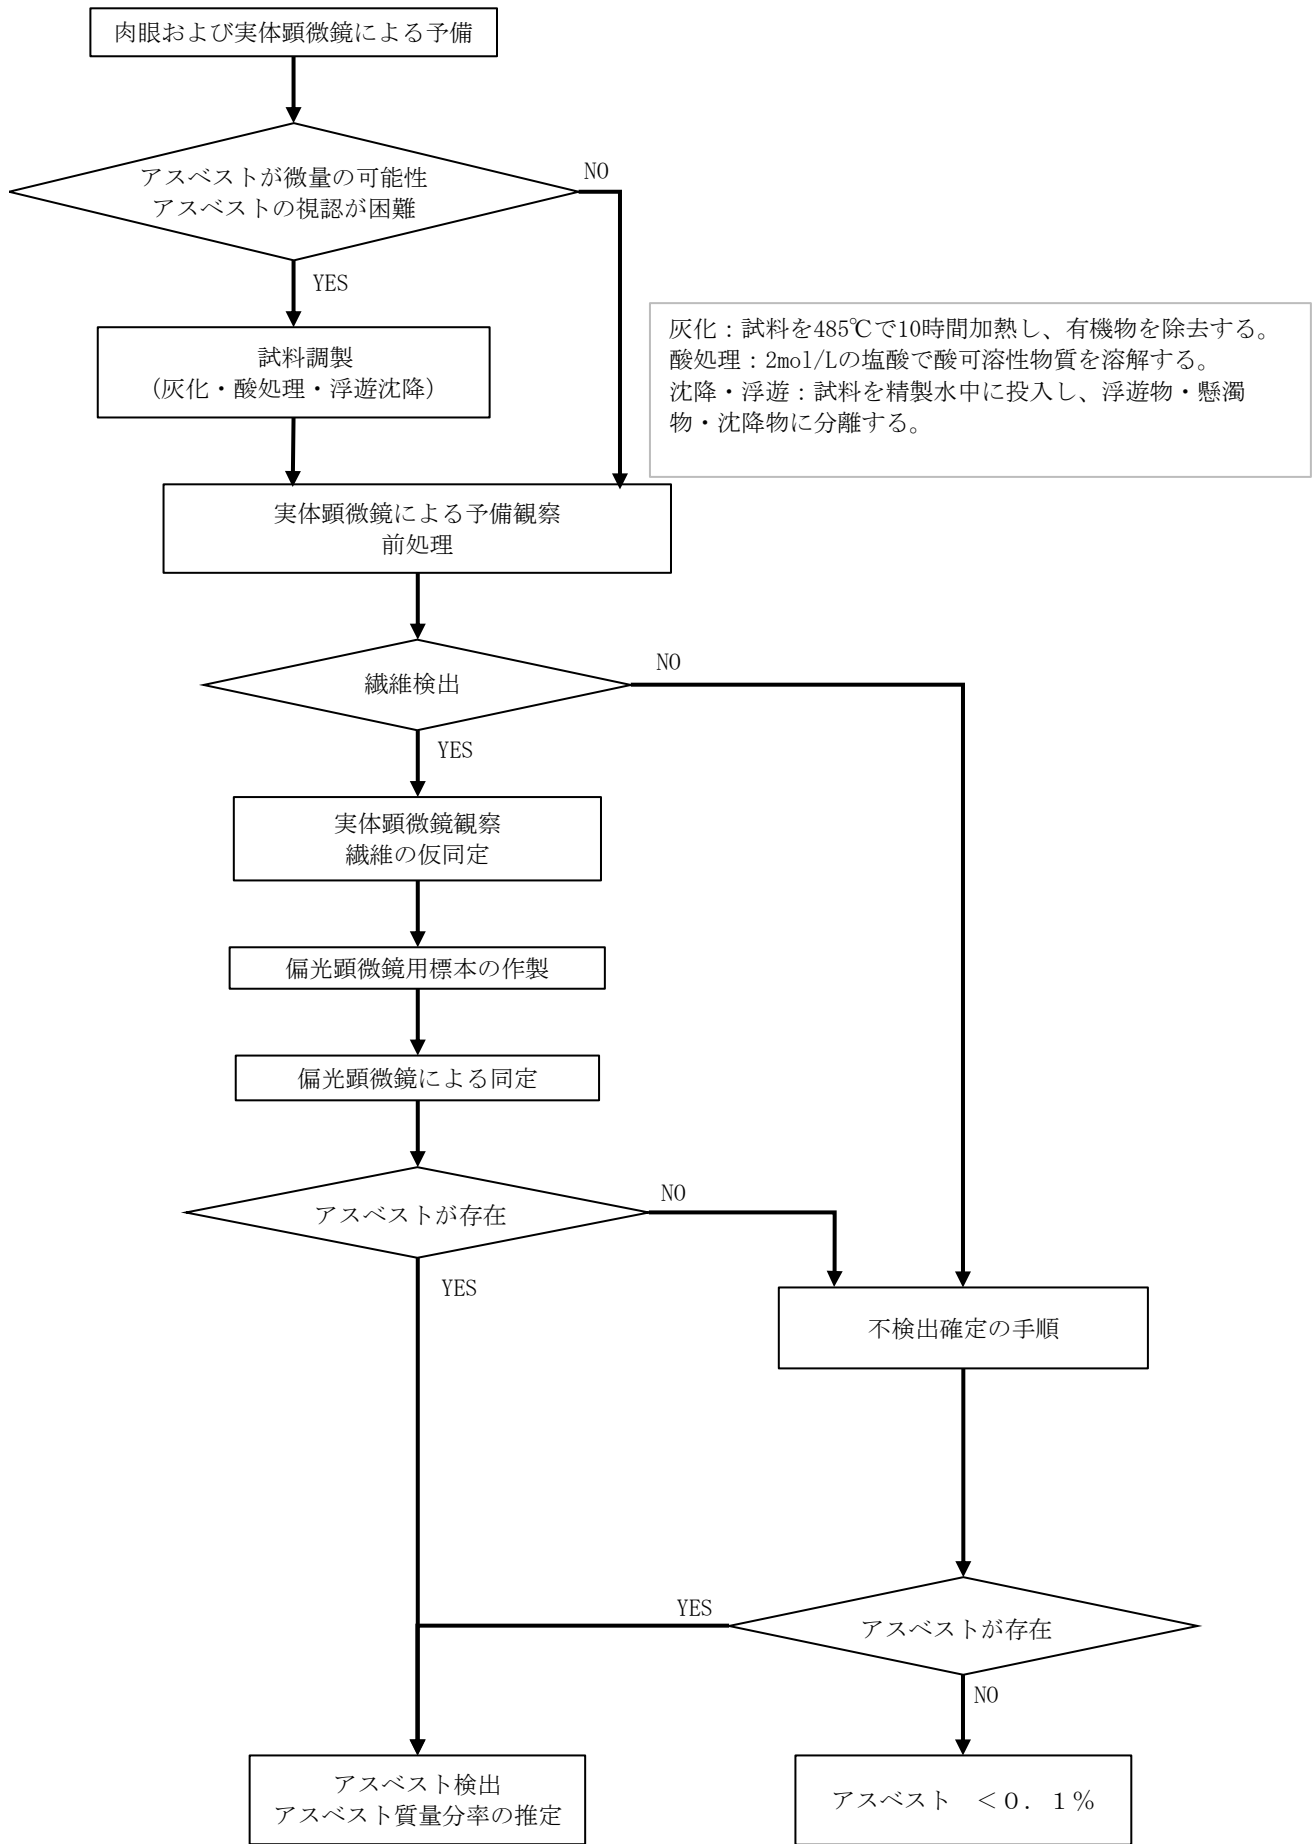 肉眼および実体顕微鏡による予備
アスベストが微量の可能性
アスベストの視認が困難
NO
YES
試料調製
（灰化・酸処理・浮遊沈降）
灰化：試料を485℃で10時間加熱し、有機物を除去する。
酸処理：2mol/Lの塩酸で酸可溶性物質を溶解する。
沈降・浮遊：試料を精製水中に投入し、浮遊物・懸濁
物・沈降物に分離する。
実体顕微鏡による予備観察
前処理
繊維検出
NO
YES
実体顕微鏡観察
繊維の仮同定
偏光顕微鏡用標本の作製
偏光顕微鏡による同定
アスベストが存在
NO
YES
不検出確定の手順
アスベストが存在
YES
NO
アスベスト検出
アスベスト質量分率の推定
アスベスト　＜０．１％